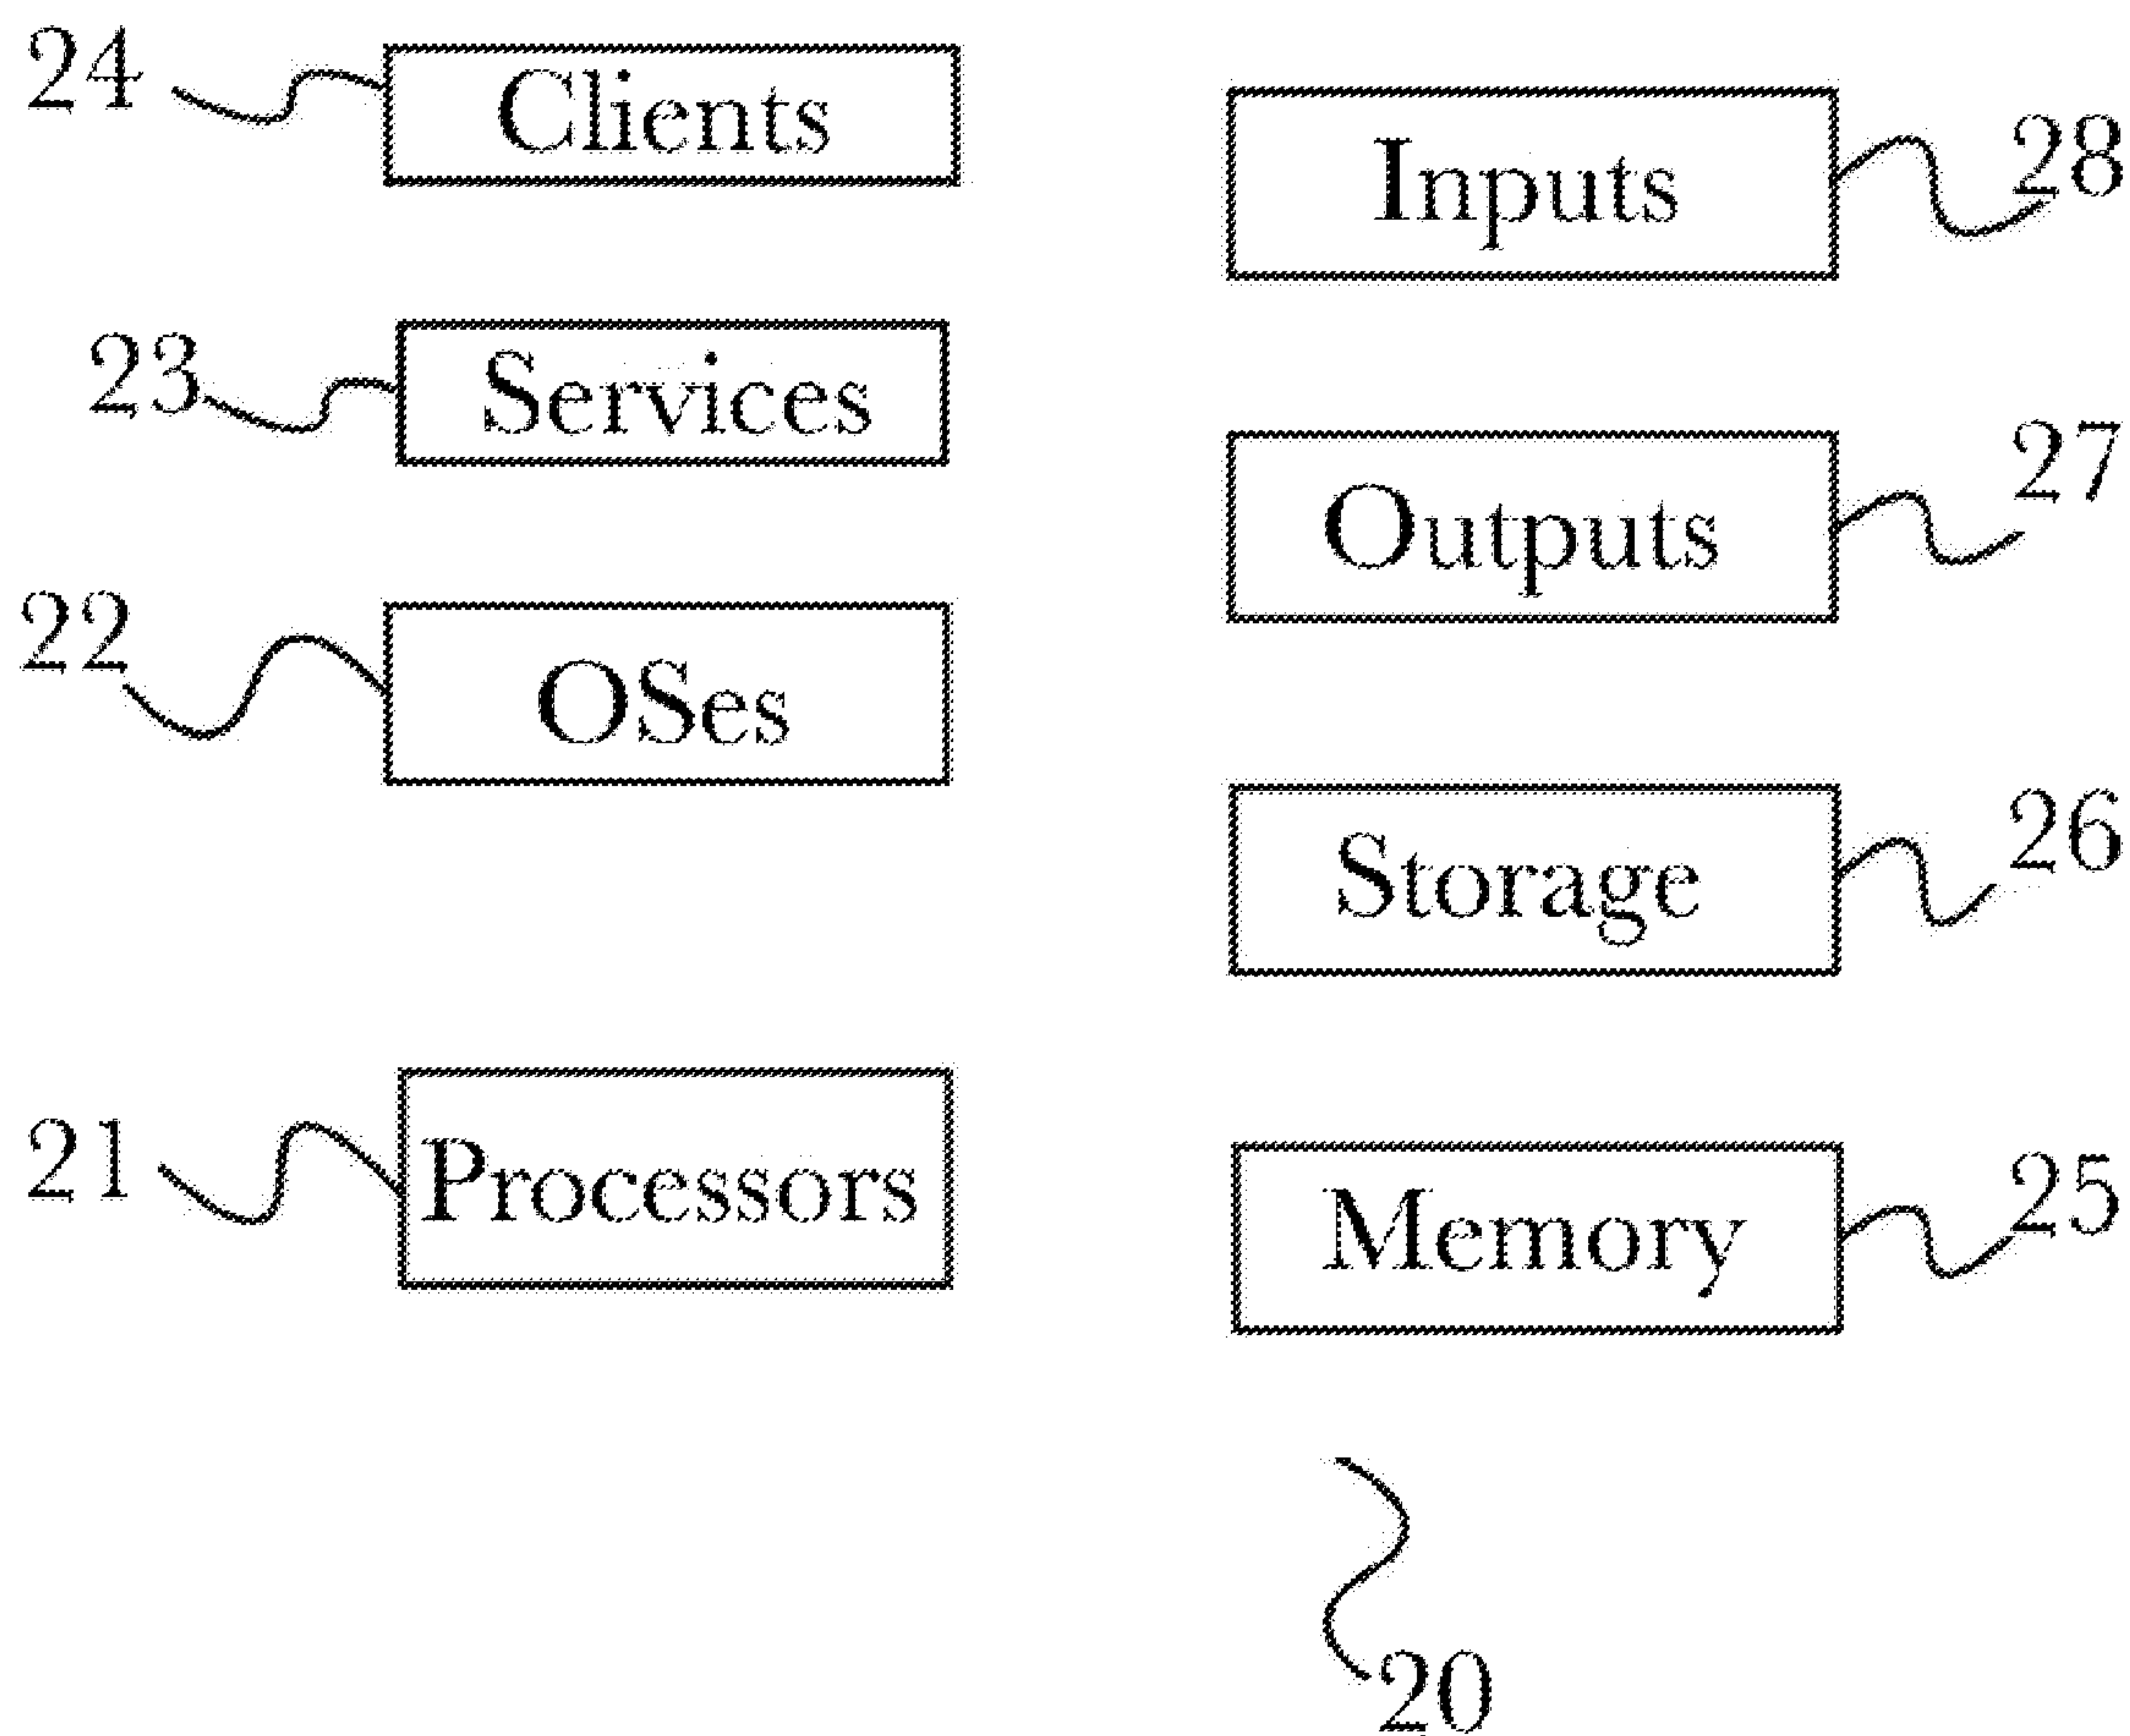 24
Clients
Inputs
28
23
Services
Outputs
27
22
OSes
Storage
26
21
Processors
Memory
25
20